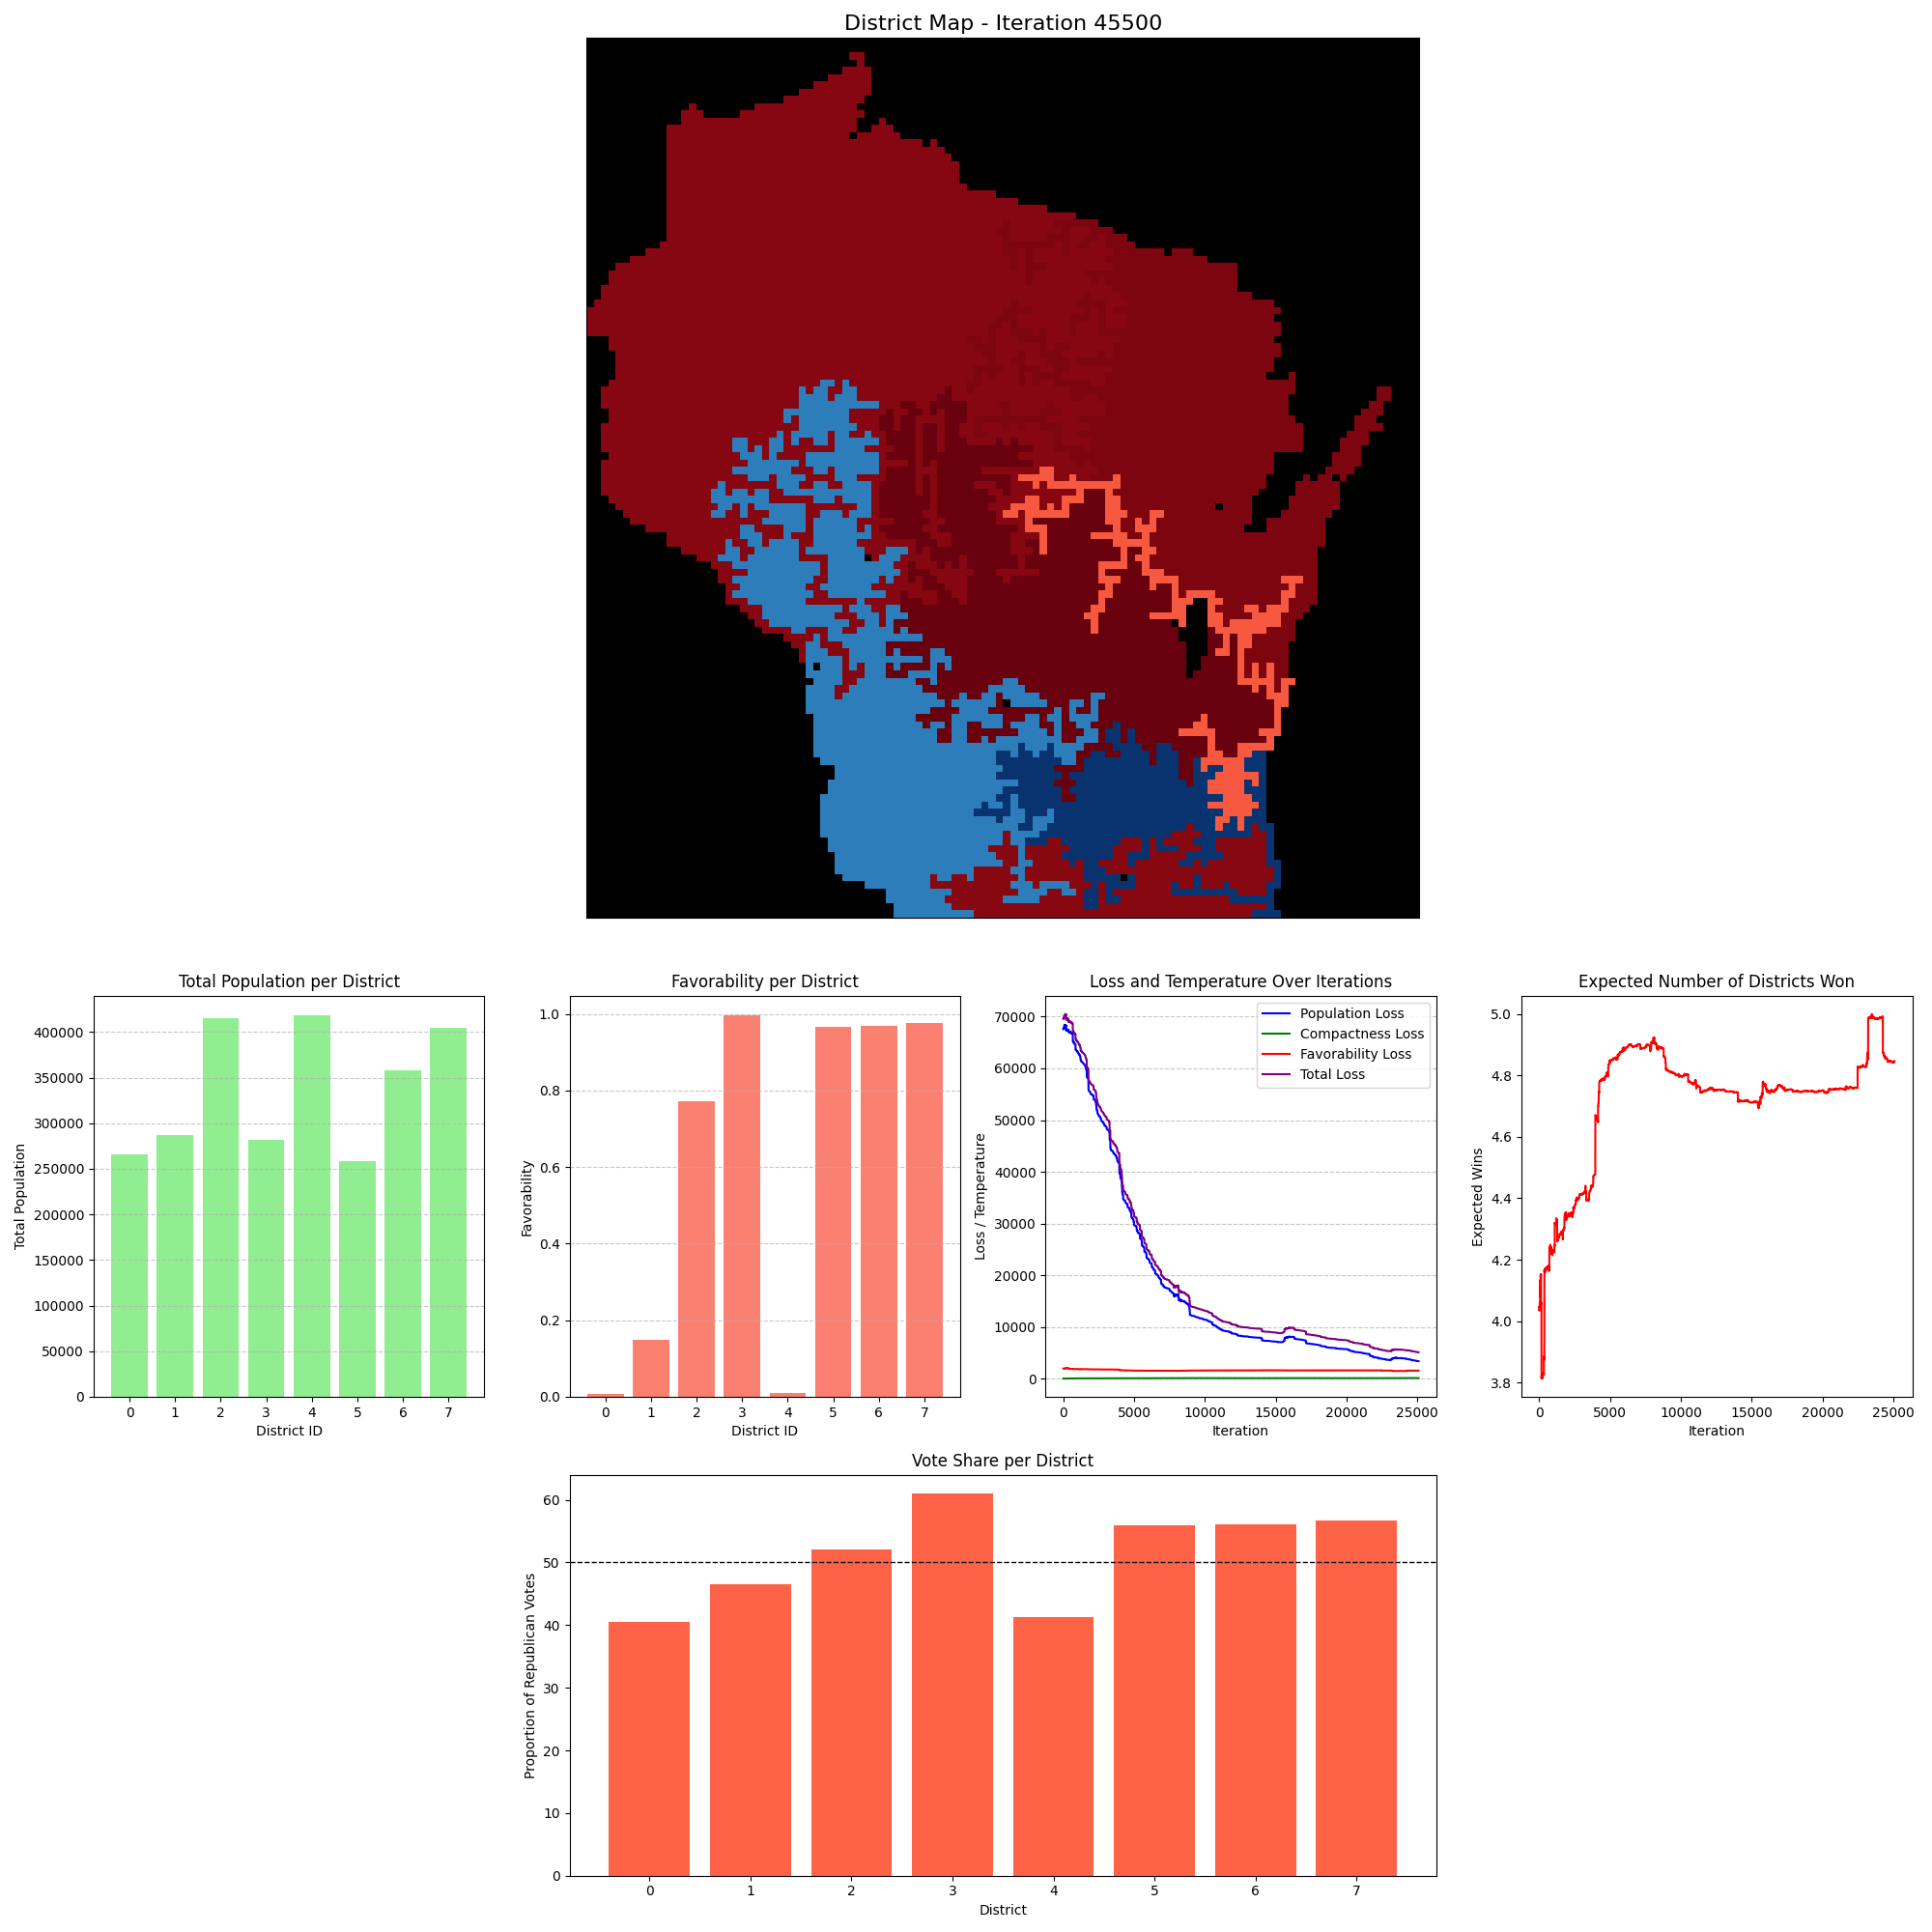 District Map - Iteration 45500
Total Population per District
Total Population
400000
350000
300000
250000
200000
150000
100000
50000
0
0 1 2 3 4 5 6 7
District ID
Favorability per District
Favorability
1.0
0.8
0.6
0.4
0.2
0.0
0 1 2 3 4 5 6 7
District ID
Loss and Temperature Over Iterations
Loss / Temperature
70000
60000
50000
40000
30000
20000
10000
0
Population Loss
Compactness Loss
Favorability Loss
Total Loss
0 5000 10000 15000 20000 25000
Iteration
Expected Number of Districts Won
Expected Wins
5.0
4.8
4.6
4.4
4.2
4.0
3.8
0 5000 10000 15000 20000 25000
Iteration
Vote Share per District
Proportion of Republican Votes
60
50
40
30
20
10
0
0 1 2 3 4 5 6 7
District